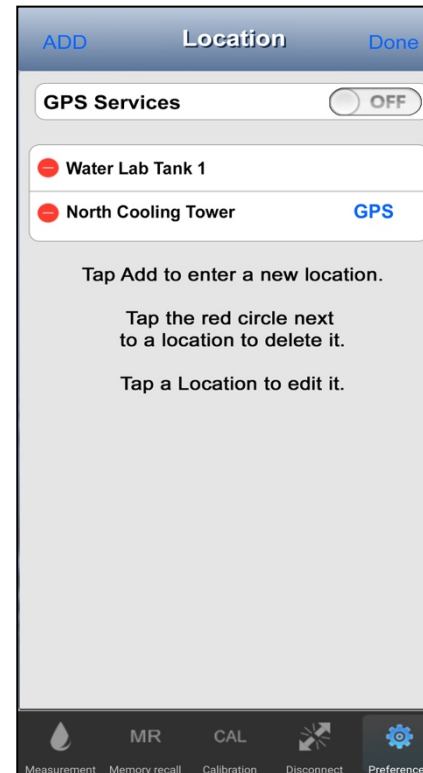 ADD Location Done
GPS Services OFF
Water Lab Tank 1
North Cooling Tower GPS
Tap Add to enter a new location.
Tap the red circle next
to a location to delete it.
Tap a Location to edit it.
MR CAL
Measurement Memory recall Calibration Disconnect Preference